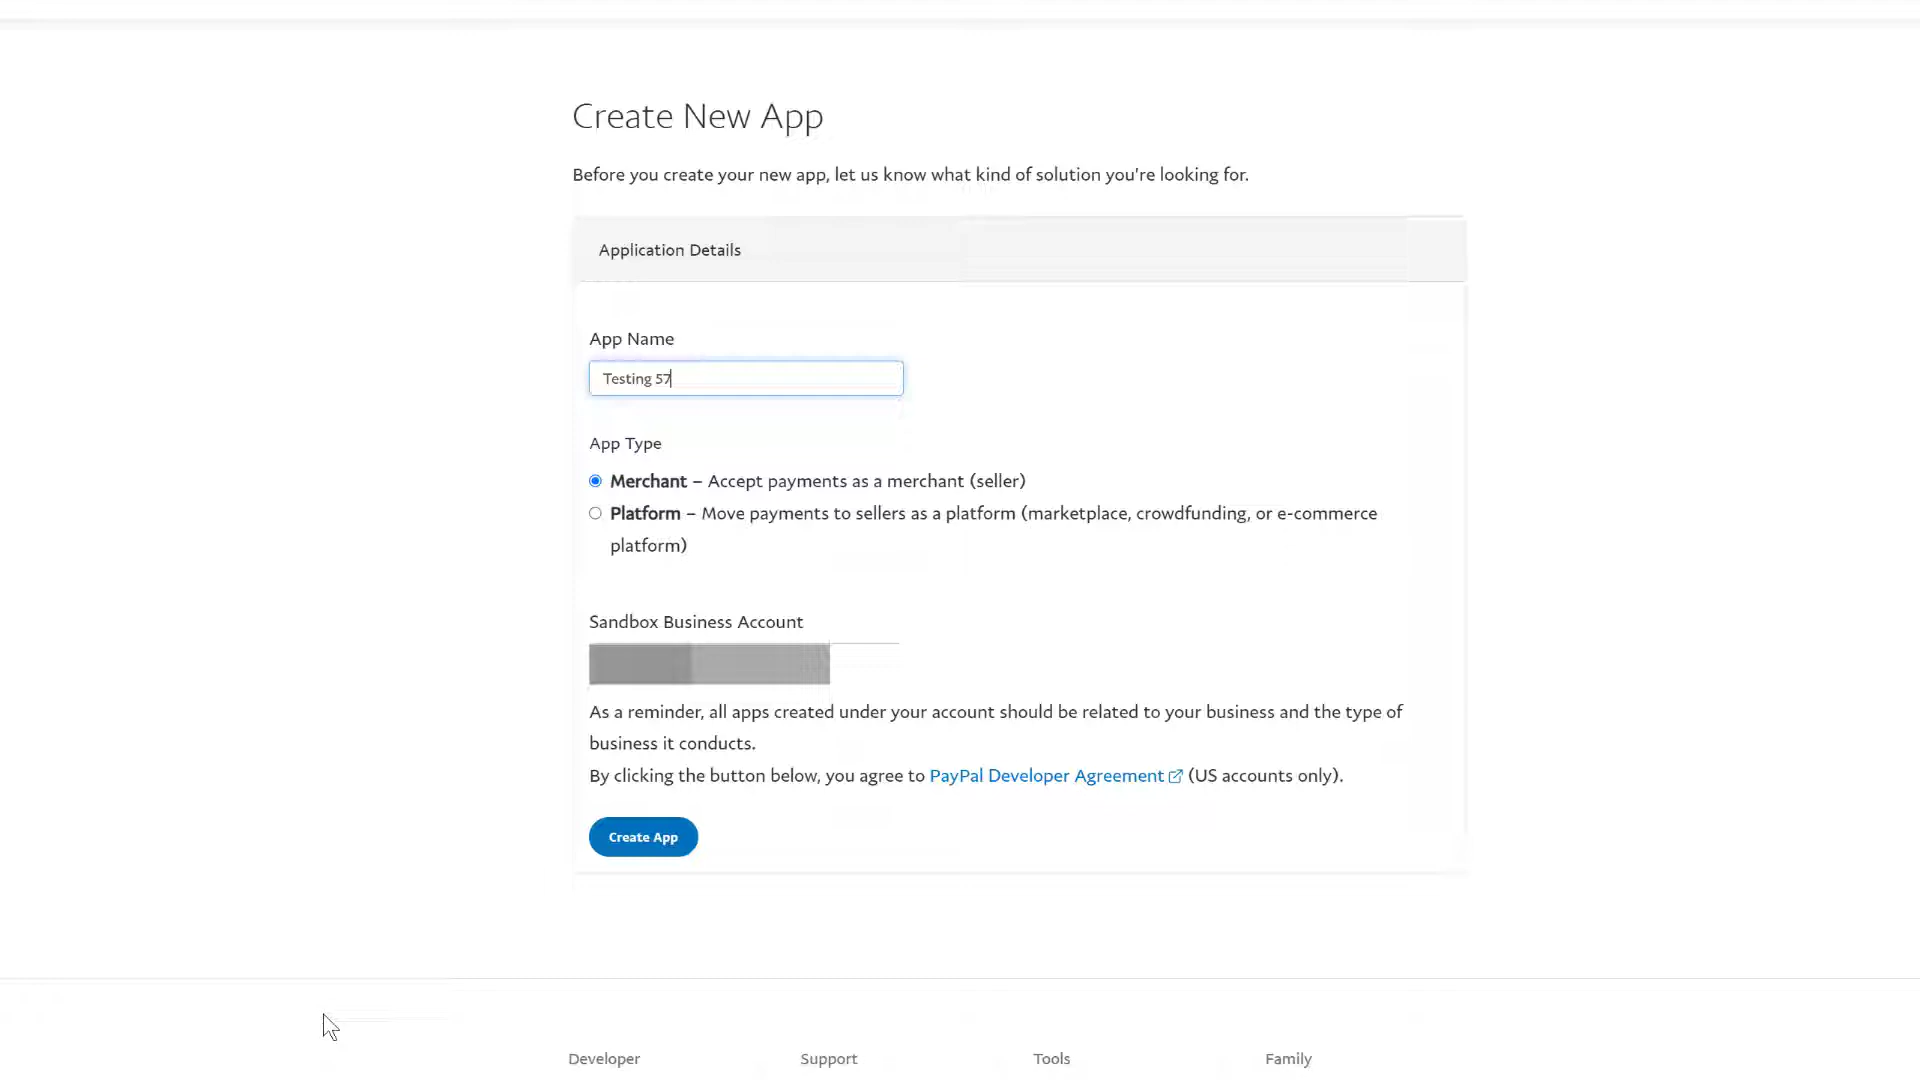 Create New App
Before you create your new app, let us know what kind of solution you're looking for.
Application Details
App Name
Testing 57
App Type
Merchant – Accept payments as a merchant (seller)
Platform – Move payments to sellers as a platform (marketplace, crowdfunding, or e-commerce
platform)
Sandbox Business Account
As a reminder, all apps created under your account should be related to your business and the type of
business it conducts.
By clicking the button below, you agree to PayPal Developer Agreement (US accounts only).
Create App
Developer Support Tools Family